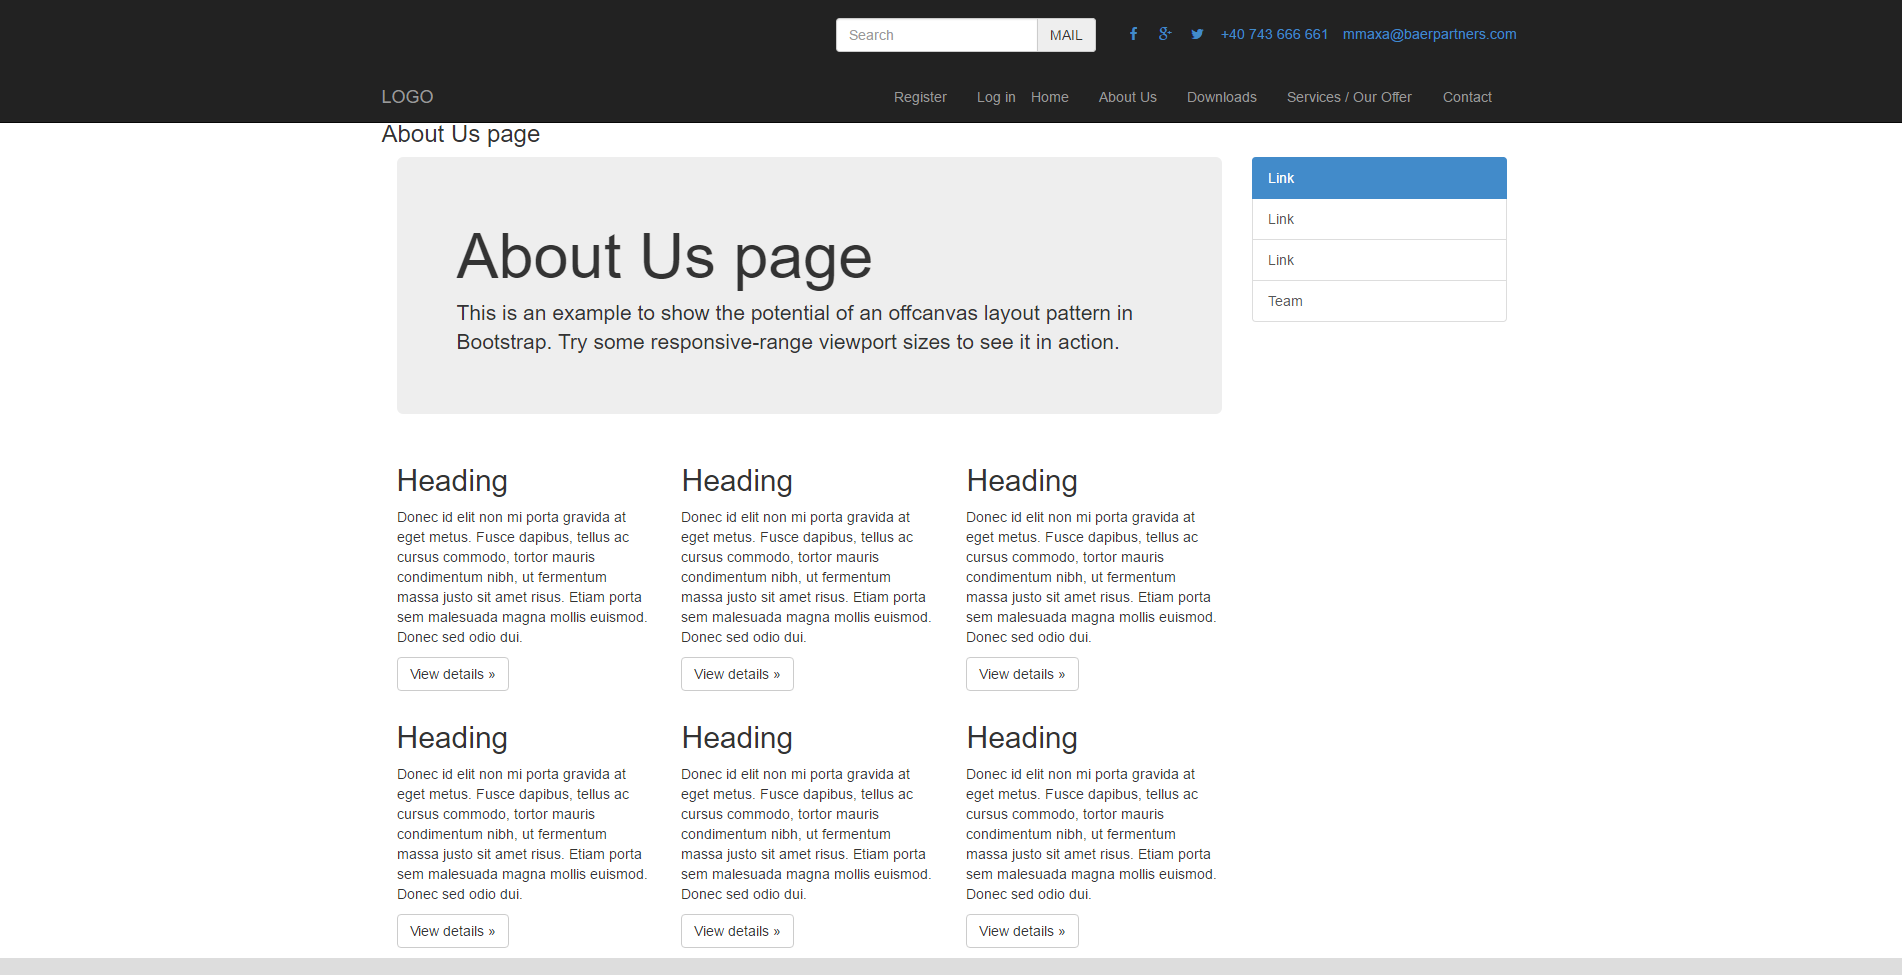 Search MAIL +40 743 666 661 mmaxa@baerpartners.com
LOGO Register Log in Home About Us Downloads Services / Our Offer Contact
About Us page
About Us page
This is an example to show the potential of an offcanvas layout pattern in
Bootstrap. Try some responsive-range viewport sizes to see it in action.
Link
Link
Link
Team
Heading
Donec id elit non mi porta gravida at
eget metus. Fusce dapibus, tellus ac
cursus commodo, tortor mauris
condimentum nibh, ut fermentum
massa justo sit amet risus. Etiam porta
sem malesuada magna mollis euismod.
Donec sed odio dui.
View details »
Heading
Donec id elit non mi porta gravida at
eget metus. Fusce dapibus, tellus ac
cursus commodo, tortor mauris
condimentum nibh, ut fermentum
massa justo sit amet risus. Etiam porta
sem malesuada magna mollis euismod.
Donec sed odio dui.
View details »
Heading
Donec id elit non mi porta gravida at
eget metus. Fusce dapibus, tellus ac
cursus commodo, tortor mauris
condimentum nibh, ut fermentum
massa justo sit amet risus. Etiam porta
sem malesuada magna mollis euismod.
Donec sed odio dui.
View details »
Heading
Donec id elit non mi porta gravida at
eget metus. Fusce dapibus, tellus ac
cursus commodo, tortor mauris
condimentum nibh, ut fermentum
massa justo sit amet risus. Etiam porta
sem malesuada magna mollis euismod.
Donec sed odio dui.
View details »
Heading
Donec id elit non mi porta gravida at
eget metus. Fusce dapibus, tellus ac
cursus commodo, tortor mauris
condimentum nibh, ut fermentum
massa justo sit amet risus. Etiam porta
sem malesuada magna mollis euismod.
Donec sed odio dui.
View details »
Heading
Donec id elit non mi porta gravida at
eget metus. Fusce dapibus, tellus ac
cursus commodo, tortor mauris
condimentum nibh, ut fermentum
massa justo sit amet risus. Etiam porta
sem malesuada magna mollis euismod.
Donec sed odio dui.
View details »